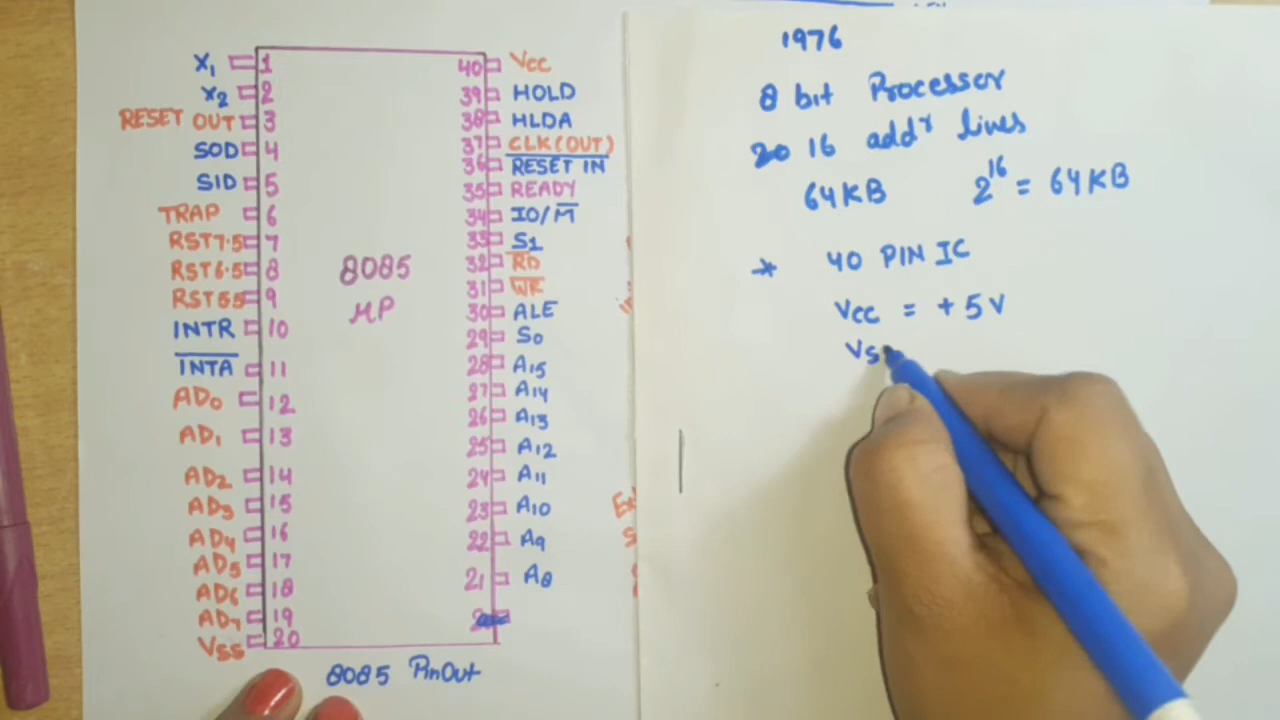 X1 1
X2 2
RESET OUT 3
SOD 4
SID 5
TRAP 6
RST7.5 7
RST6.5 8
RST5.5 9
INTR 10
INTA 11
AD0 12
AD1 13
AD2 14
AD3 15
AD4 16
AD5 17
AD6 18
AD7 19
VSS 20
8085
μP
40 Vcc
39 HOLD
38 HLDA
37 CLK(OUT)
36 RESET IN
35 READY
34 IO/M̅
33 S1
32 R̅D̅
31 W̅R̅
30 ALE
29 S0
28 A15
27 A14
26 A13
25 A12
24 A11
23 A10
22 A9
21 A8
8085 PinOut
1976
8 bit Processor
16 addr lines
64KB 2^16 = 64KB
* 40 PIN IC
Vcc = +5V
Vs